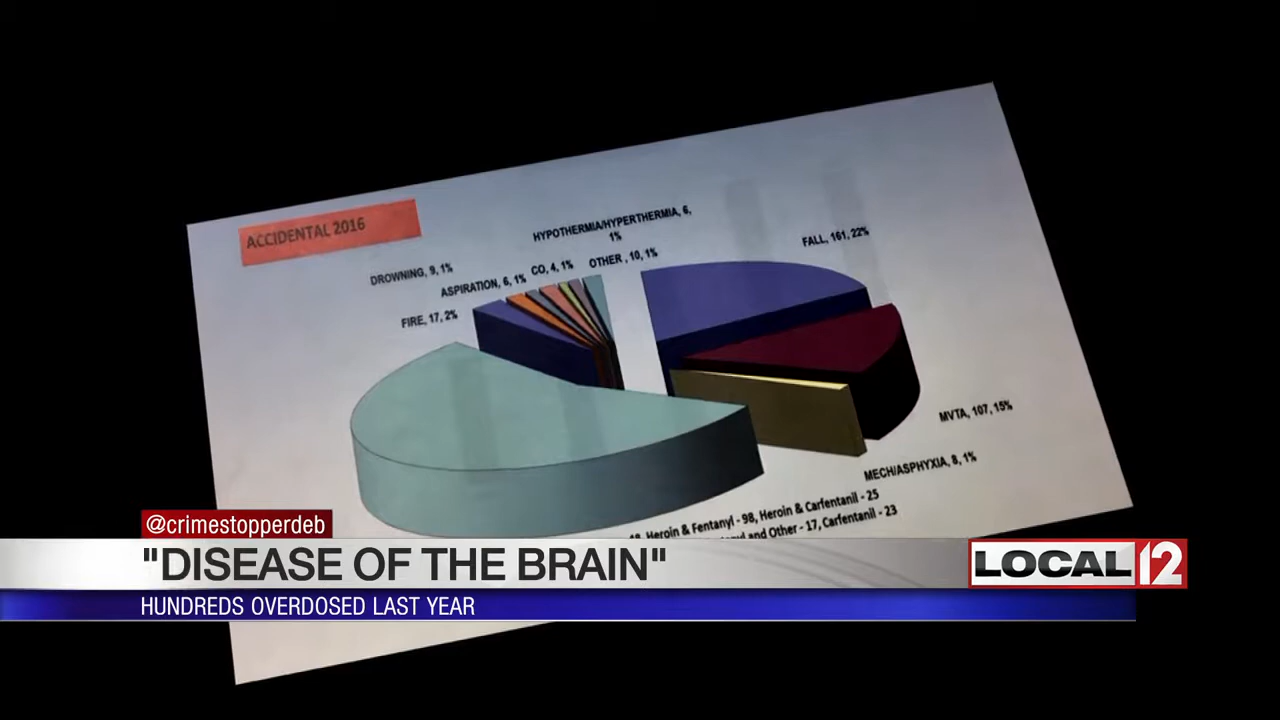 ACCIDENTAL 2016
HYPOTHERMIA/HYPERTHERMIA, 6,
1%
FALL, 161, 22%
DROWNING, 9, 1%
ASPIRATION, 6, 1%
CO, 4, 1%
OTHER , 10, 1%
FIRE, 17, 2%
MVTA, 107, 15%
MECH/ASPHYXIA, 8, 1%
Heroin & Fentanyl - 98, Heroin & Carfentanil - 25
and Other - 17, Carfentanil - 23
@crimestopperdeb
"DISEASE OF THE BRAIN"
HUNDREDS OVERDOSED LAST YEAR
LOCAL 12